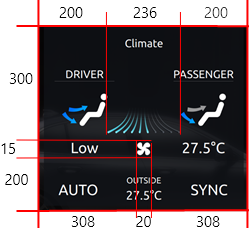 200 236 200
Climate
300
DRIVER PASSENGER
15
Low 27.5°C
200
OUTSIDE
AUTO 27.5°C SYNC
308 20 308